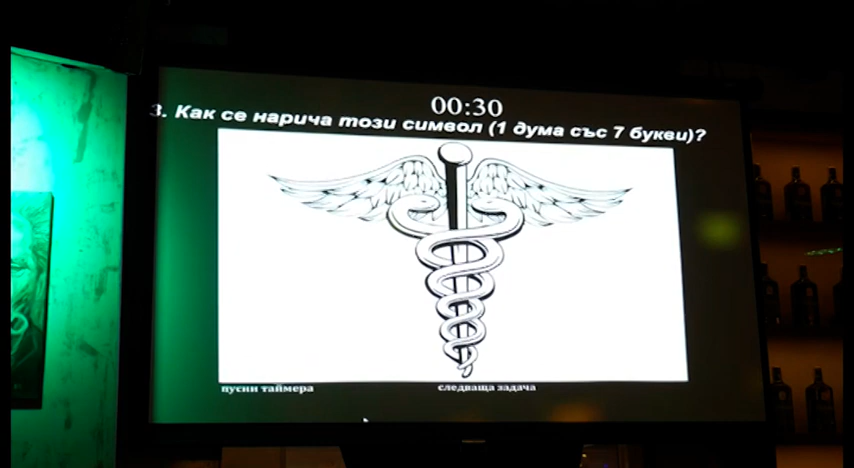 00:30
3. Как се нарича този символ (1 дума със 7 букви)?
пусни таймера
следваща задача